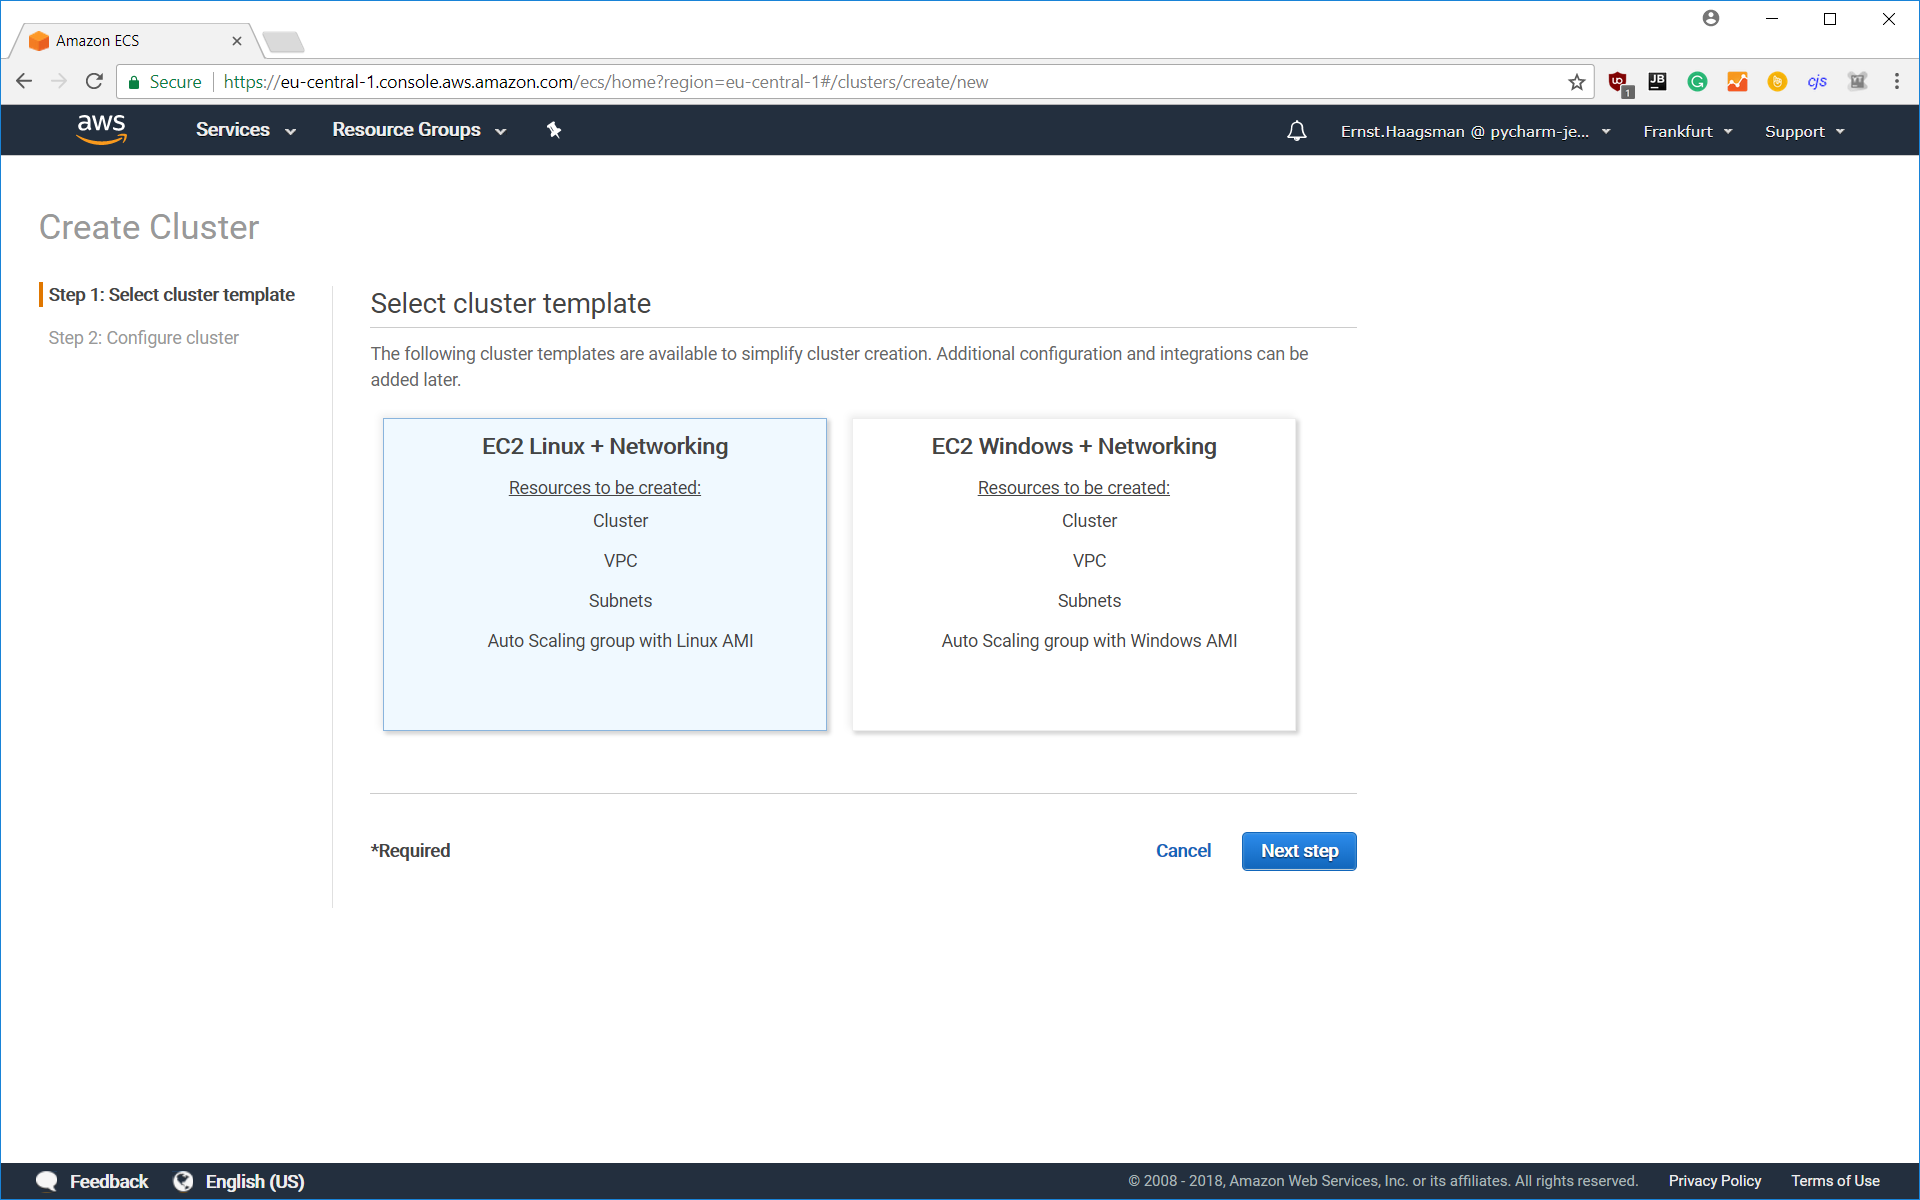 Amazon ECS
Secure https://eu-central-1.console.aws.amazon.com/ecs/home?region=eu-central-1#/clusters/create/new
UD 1 JB G cjs
aws Services Resource Groups Ernst.Haagsman @ pycharm-je... Frankfurt Support
Create Cluster
Step 1: Select cluster template
Step 2: Configure cluster
Select cluster template
The following cluster templates are available to simplify cluster creation. Additional configuration and integrations can be
added later.
EC2 Linux + Networking
Resources to be created:
Cluster
VPC
Subnets
Auto Scaling group with Linux AMI
EC2 Windows + Networking
Resources to be created:
Cluster
VPC
Subnets
Auto Scaling group with Windows AMI
*Required
Cancel Next step
Feedback English (US) © 2008 - 2018, Amazon Web Services, Inc. or its affiliates. All rights reserved. Privacy Policy Terms of Use